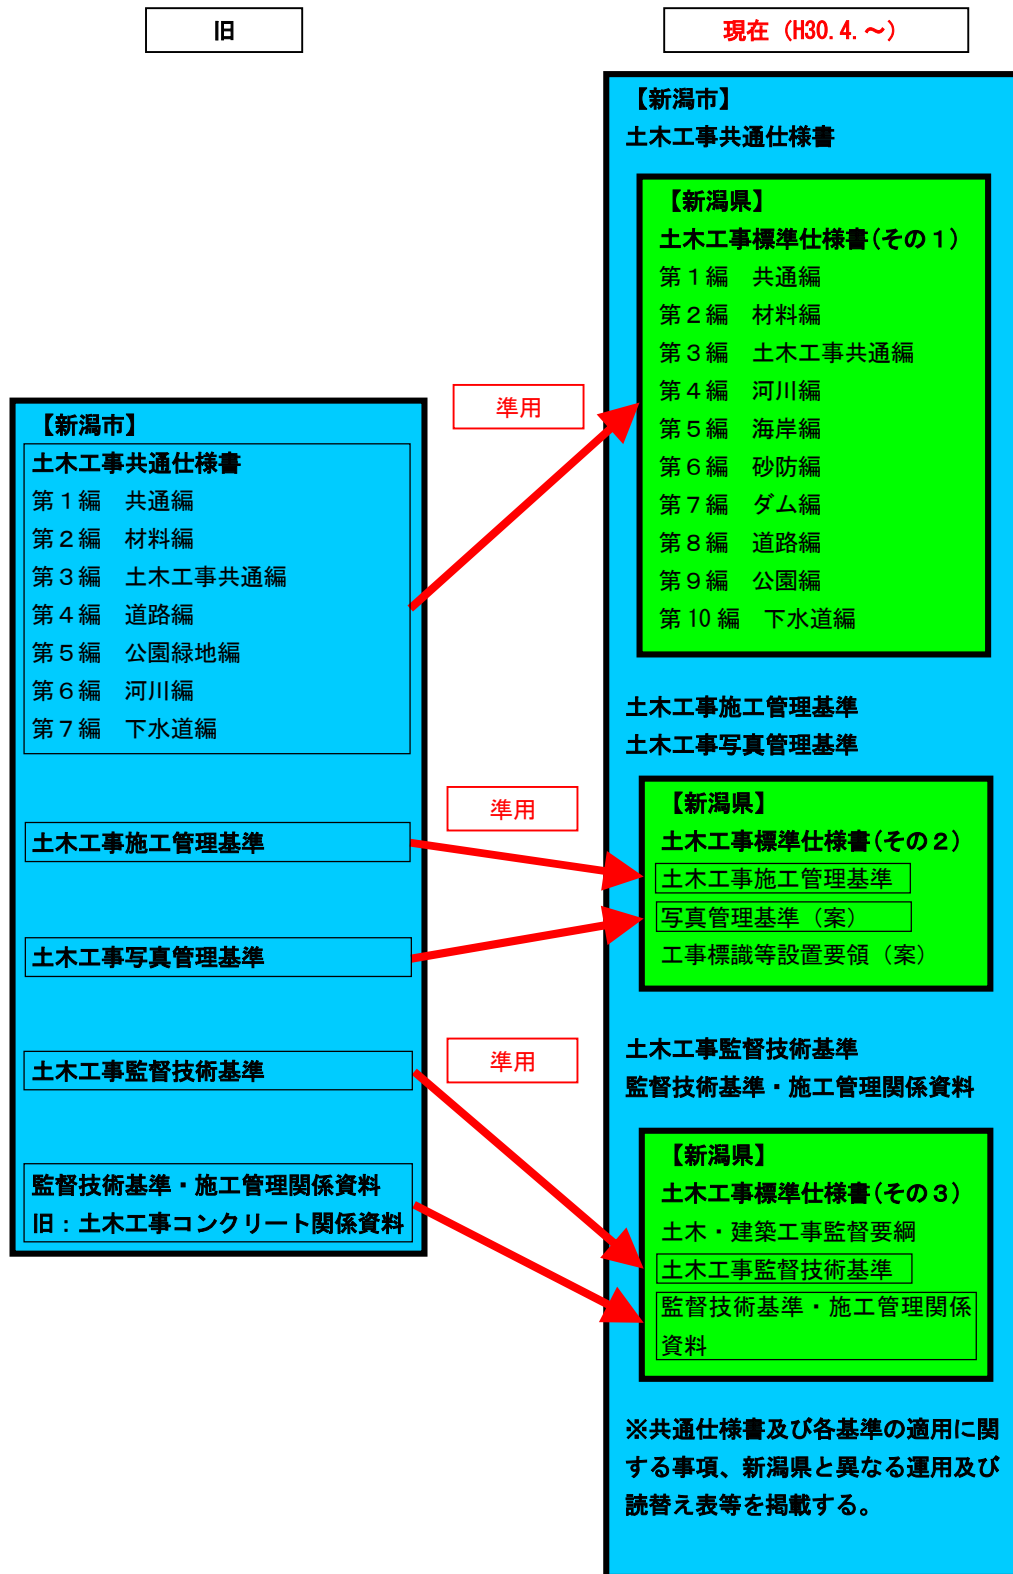 旧
現在（H30.4.～）
【新潟市】
土木工事共通仕様書
第１編　共通編
第２編　材料編
第３編　土木工事共通編
第４編　道路編
第５編　公園緑地編
第６編　河川編
第７編　下水道編
土木工事施工管理基準
土木工事写真管理基準
土木工事監督技術基準
監督技術基準・施工管理関係資料
旧：土木工事コンクリート関係資料
準用
準用
準用
【新潟市】
土木工事共通仕様書
【新潟県】
土木工事標準仕様書(その１)
第１編　共通編
第２編　材料編
第３編　土木工事共通編
第４編　河川編
第５編　海岸編
第６編　砂防編
第７編　ダム編
第８編　道路編
第９編　公園編
第10編　下水道編
土木工事施工管理基準
土木工事写真管理基準
【新潟県】
土木工事標準仕様書(その２)
土木工事施工管理基準
写真管理基準（案）
工事標識等設置要領（案）
土木工事監督技術基準
監督技術基準・施工管理関係資料
【新潟県】
土木工事標準仕様書(その３)
土木・建築工事監督要綱
土木工事監督技術基準
監督技術基準・施工管理関係
資料
※共通仕様書及び各基準の適用に関
する事項、新潟県と異なる運用及び
読替え表等を掲載する。